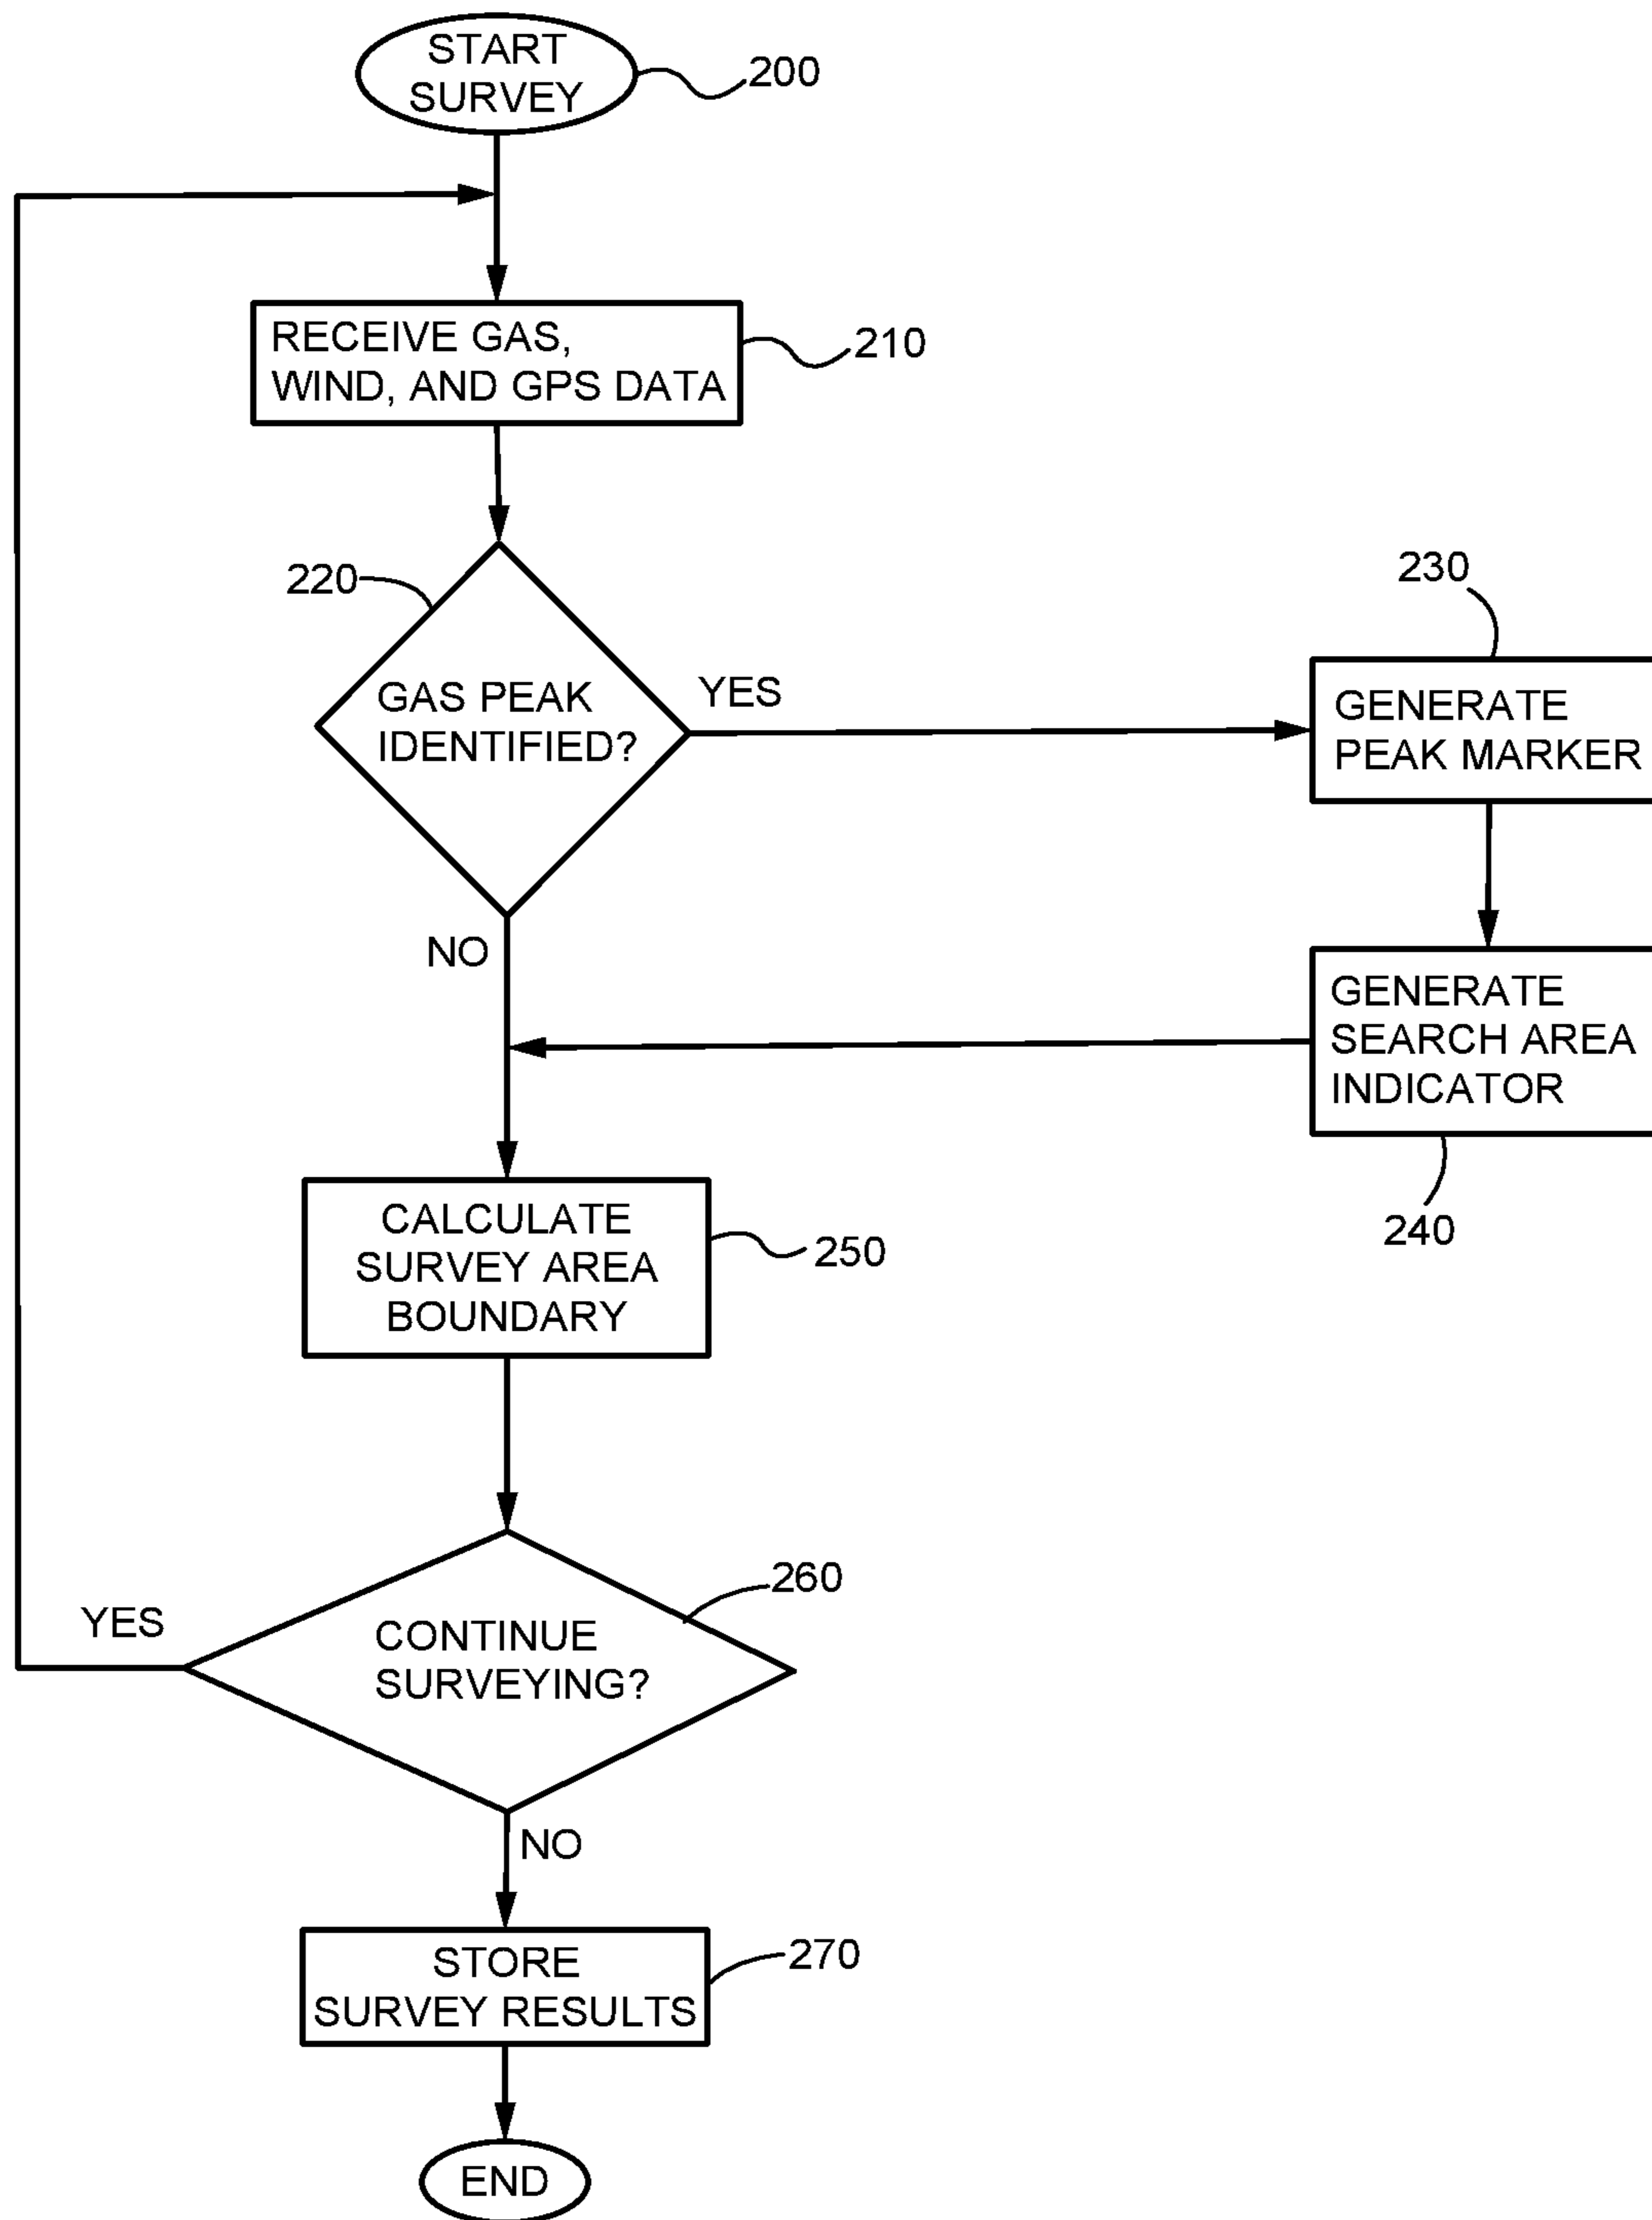 START
SURVEY
200
RECEIVE GAS,
WIND, AND GPS DATA
210
220
GAS PEAK
IDENTIFIED?
YES
230
GENERATE
PEAK MARKER
NO
GENERATE
SEARCH AREA
INDICATOR
240
CALCULATE
SURVEY AREA
BOUNDARY
250
260
YES
CONTINUE
SURVEYING?
NO
STORE
SURVEY RESULTS
270
END